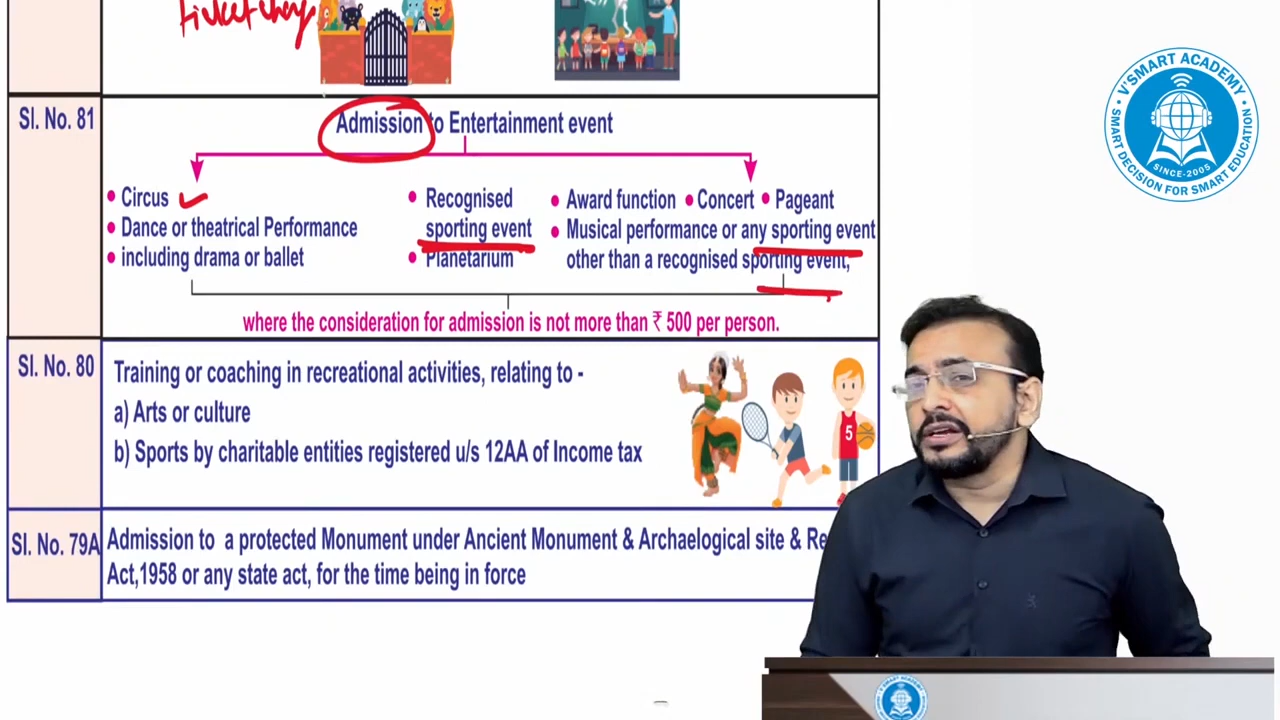 ticket charge
Sl. No. 81
Admission to Entertainment event
• Circus
• Dance or theatrical Performance
• including drama or ballet
• Recognised
sporting event
• Planetarium
• Award function • Concert • Pageant
• Musical performance or any sporting event
other than a recognised sporting event,
where the consideration for admission is not more than ₹ 500 per person.
Sl. No. 80
Training or coaching in recreational activities, relating to -
a) Arts or culture
b) Sports by charitable entities registered u/s 12AA of Income tax
5
Sl. No. 79A
Admission to a protected Monument under Ancient Monument & Archaelogical site & Re
Act,1958 or any state act, for the time being in force
V'SMART ACADEMY
SINCE-2005
SMART DECISION FOR SMART EDUCATION